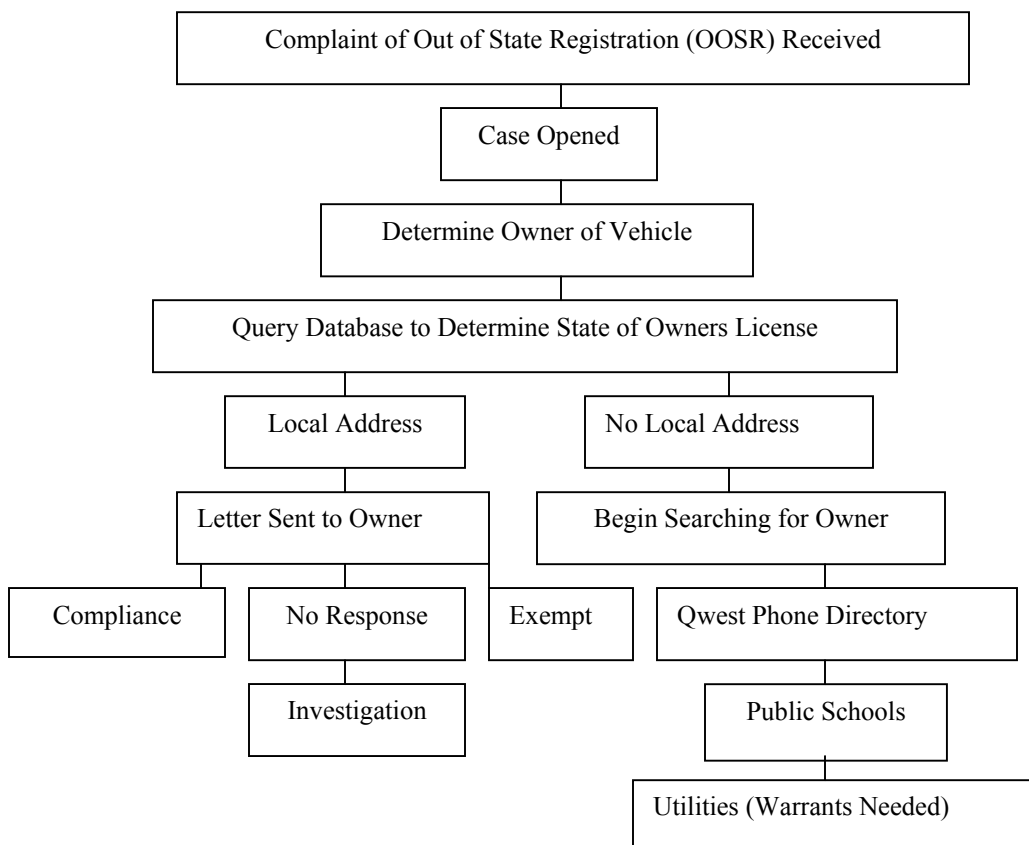 Complaint of Out of State Registration (OOSR) Received
Case Opened
Determine Owner of Vehicle
Query Database to Determine State of Owners License
Local Address
No Local Address
Letter Sent to Owner
Begin Searching for Owner
Compliance
No Response
Exempt
Qwest Phone Directory
Investigation
Public Schools
Utilities (Warrants Needed)